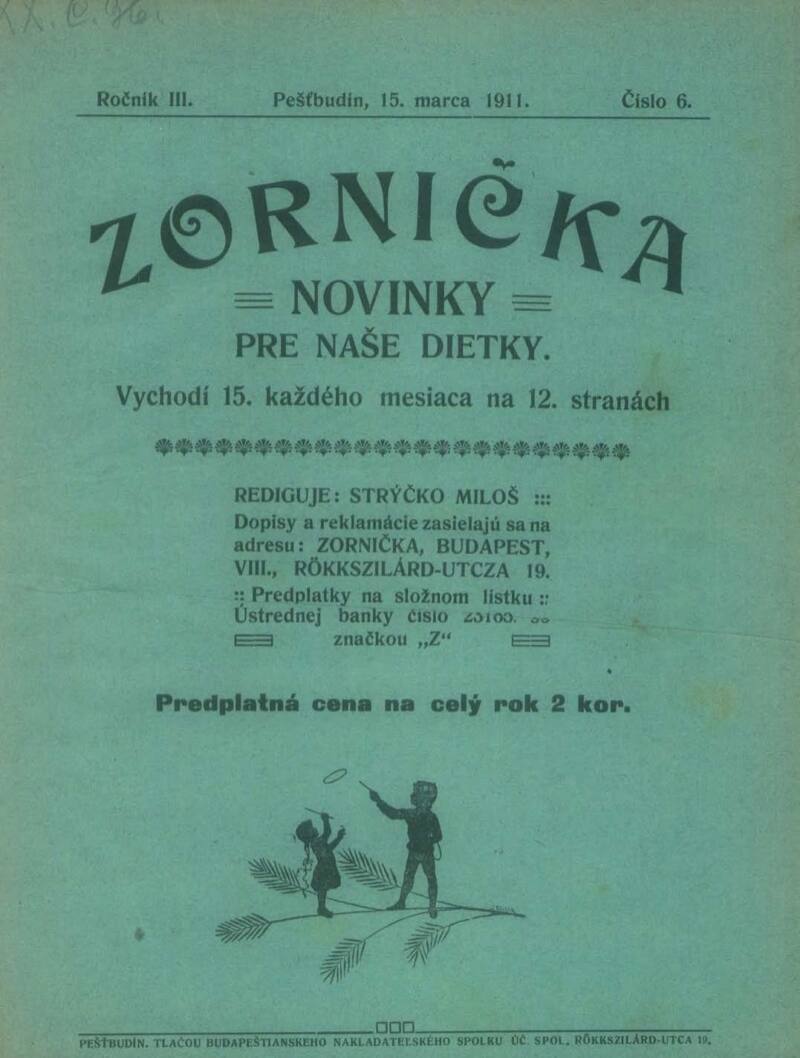 Ročník III. Pešťbudín, 15. marca 1911. Číslo 6.
ZORNIČKA
NOVINKY
PRE NAŠE DIETKY.
Vychodí 15. každého mesiaca na 12. stranách
REDIGUJE: STRÝČKO MILOŠ :::
Dopisy a reklamácie zasielajú sa na
adresu: ZORNIČKA, BUDAPEST,
VIII., RÖKKSZILÁRD-UTCZA 19.
:: Predplatky na složnom lístku ::
Ústrednej banky číslo
značkou „Z“
Predplatná cena na celý rok 2 kor.
PEŠŤBUDÍN. TLAČOU BUDAPEŠTIANSKEHO NAKLADATEĽSKÉHO SPOLKU ÚČ. SPOL. RÖKKSZILÁRD-UTCA 19.